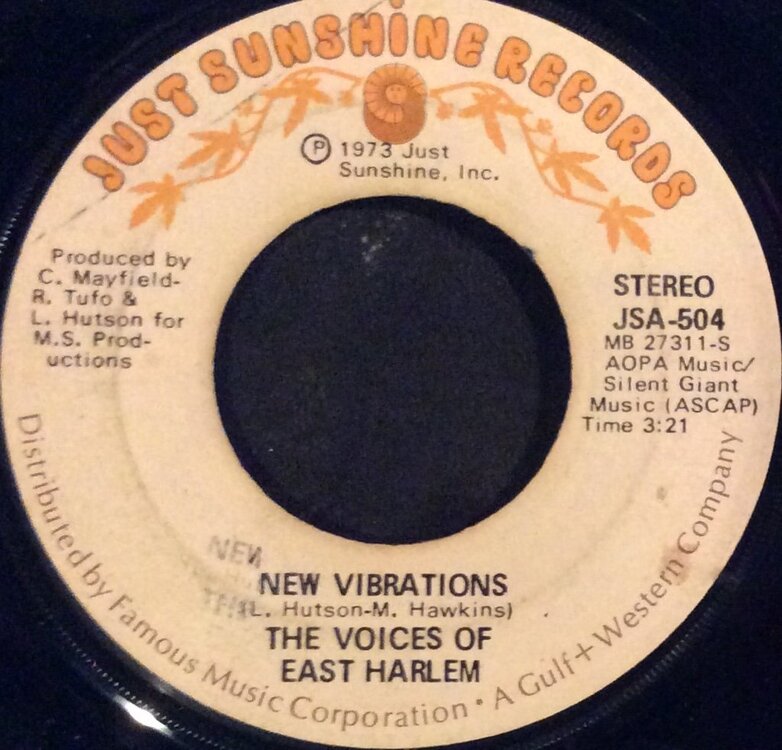 JUST SUNSHINE RECORDS
Ⓟ 1973 Just
Sunshine, Inc.
Produced by
C. Mayfield-
R. Tufo &
L. Hutson for
M.S. Prod-
uctions
STEREO
JSA-504
MB 27311-S
AOPA Music/
Silent Giant
Music (ASCAP)
Time 3:21
NEW
NEW VIBRATIONS
(L. Hutson-M. Hawkins)
THE VOICES OF
EAST HARLEM
Distributed by Famous Music Corporation • A Gulf+Western Company